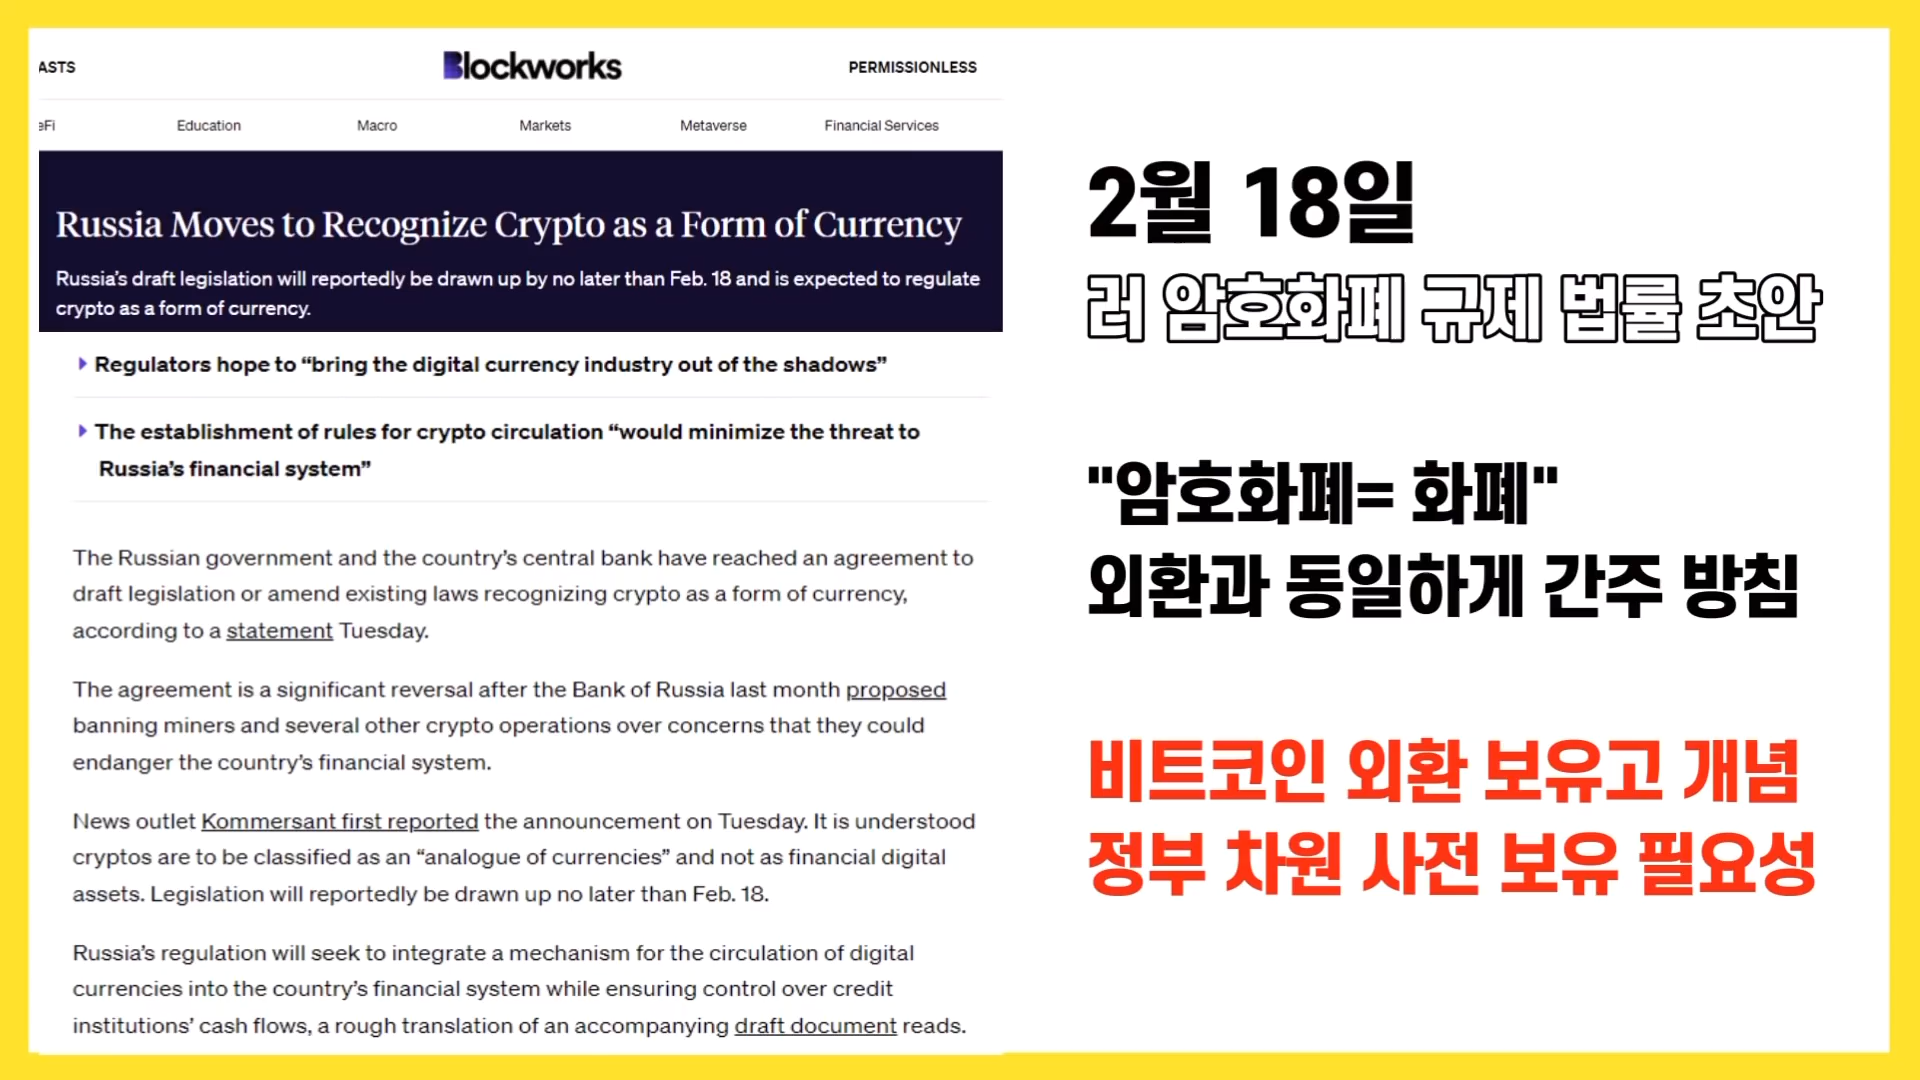 ASTS
Blockworks
PERMISSIONLESS
eFi
Education
Macro
Markets
Metaverse
Financial Services
Russia Moves to Recognize Crypto as a Form of Currency
Russia’s draft legislation will reportedly be drawn up by no later than Feb. 18 and is expected to regulate
crypto as a form of currency.
Regulators hope to “bring the digital currency industry out of the shadows”
The establishment of rules for crypto circulation “would minimize the threat to
Russia’s financial system”
The Russian government and the country’s central bank have reached an agreement to
draft legislation or amend existing laws recognizing crypto as a form of currency,
according to a statement Tuesday.
The agreement is a significant reversal after the Bank of Russia last month proposed
banning miners and several other crypto operations over concerns that they could
endanger the country’s financial system.
News outlet Kommersant first reported the announcement on Tuesday. It is understood
cryptos are to be classified as an “analogue of currencies” and not as financial digital
assets. Legislation will reportedly be drawn up no later than Feb. 18.
Russia’s regulation will seek to integrate a mechanism for the circulation of digital
currencies into the country’s financial system while ensuring control over credit
institutions’ cash flows, a rough translation of an accompanying draft document reads.
2월 18일
러 암호화폐 규제 법률 초안
"암호화폐= 화폐"
외환과 동일하게 간주 방침
비트코인 외환 보유고 개념
정부 차원 사전 보유 필요성